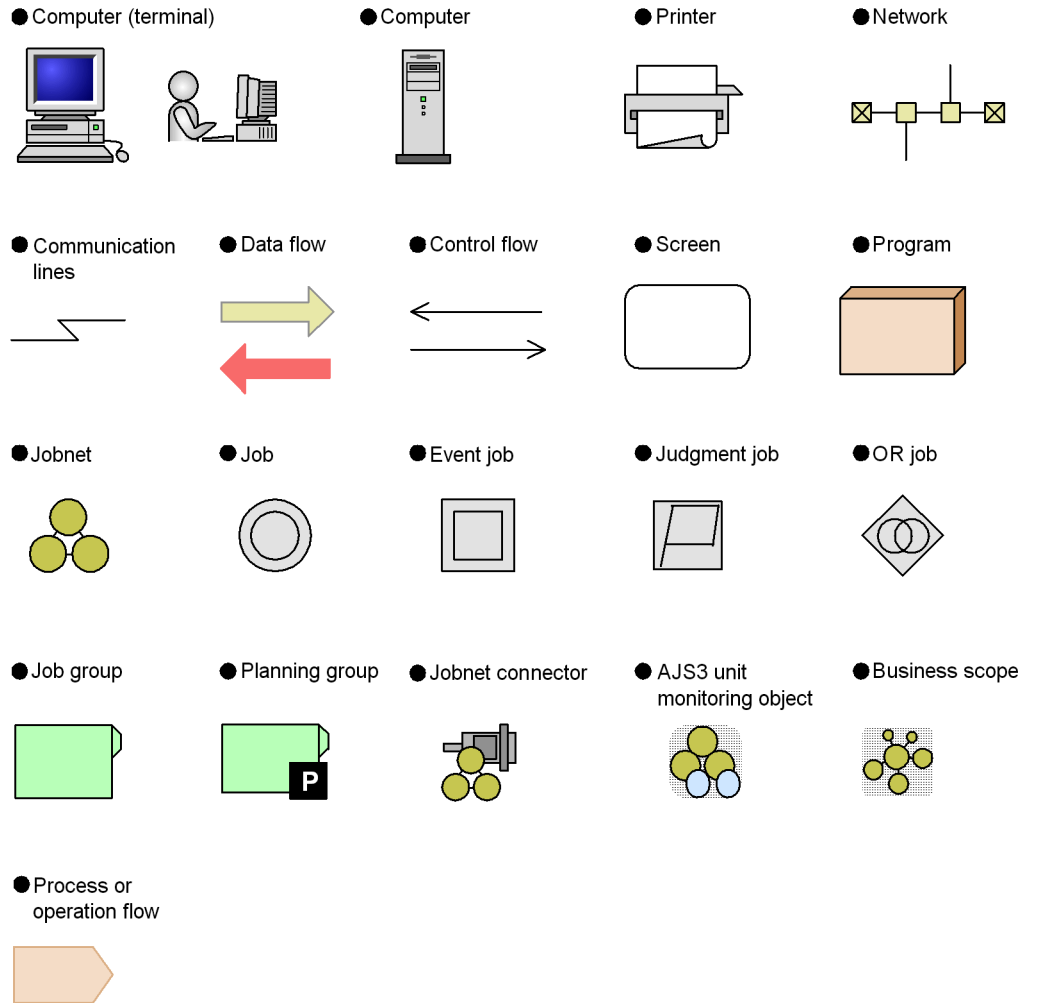 Computer (terminal)
Computer
Printer
Network
Communication
lines
Data flow
Control flow
Screen
Program
Jobnet
Job
Event job
Judgment job
OR job
Job group
Planning group
Jobnet connector
AJS3 unit
monitoring object
Business scope
P
Process or
operation flow